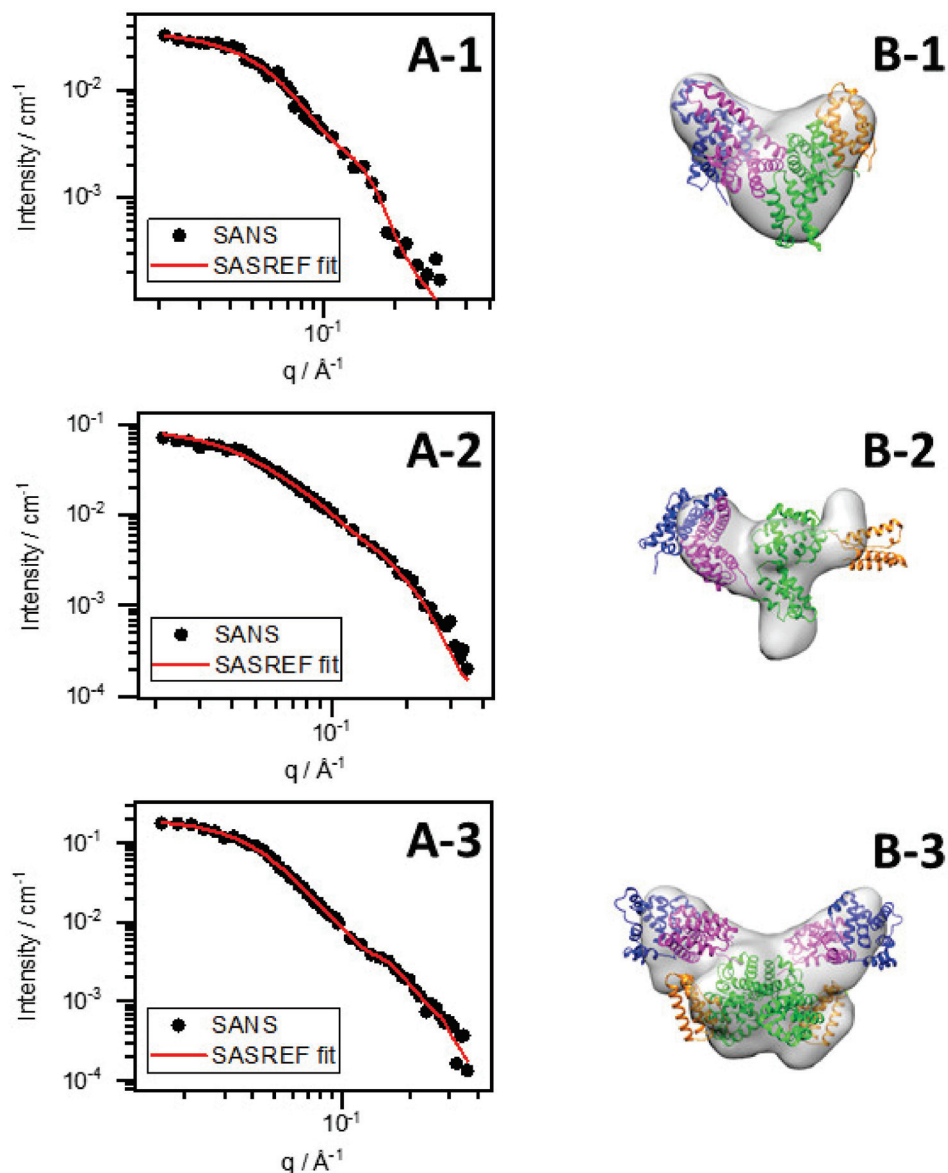 A-1
B-1
Intensity / cm⁻¹
10⁻²
10⁻³
SANS
SASREF fit
10⁻¹
q / Å⁻¹
A-2
B-2
Intensity / cm⁻¹
10⁻¹
10⁻²
10⁻³
10⁻⁴
SANS
SASREF fit
10⁻¹
q / Å⁻¹
A-3
B-3
Intensity / cm⁻¹
10⁻¹
10⁻²
10⁻³
10⁻⁴
SANS
SASREF fit
10⁻¹
q / Å⁻¹